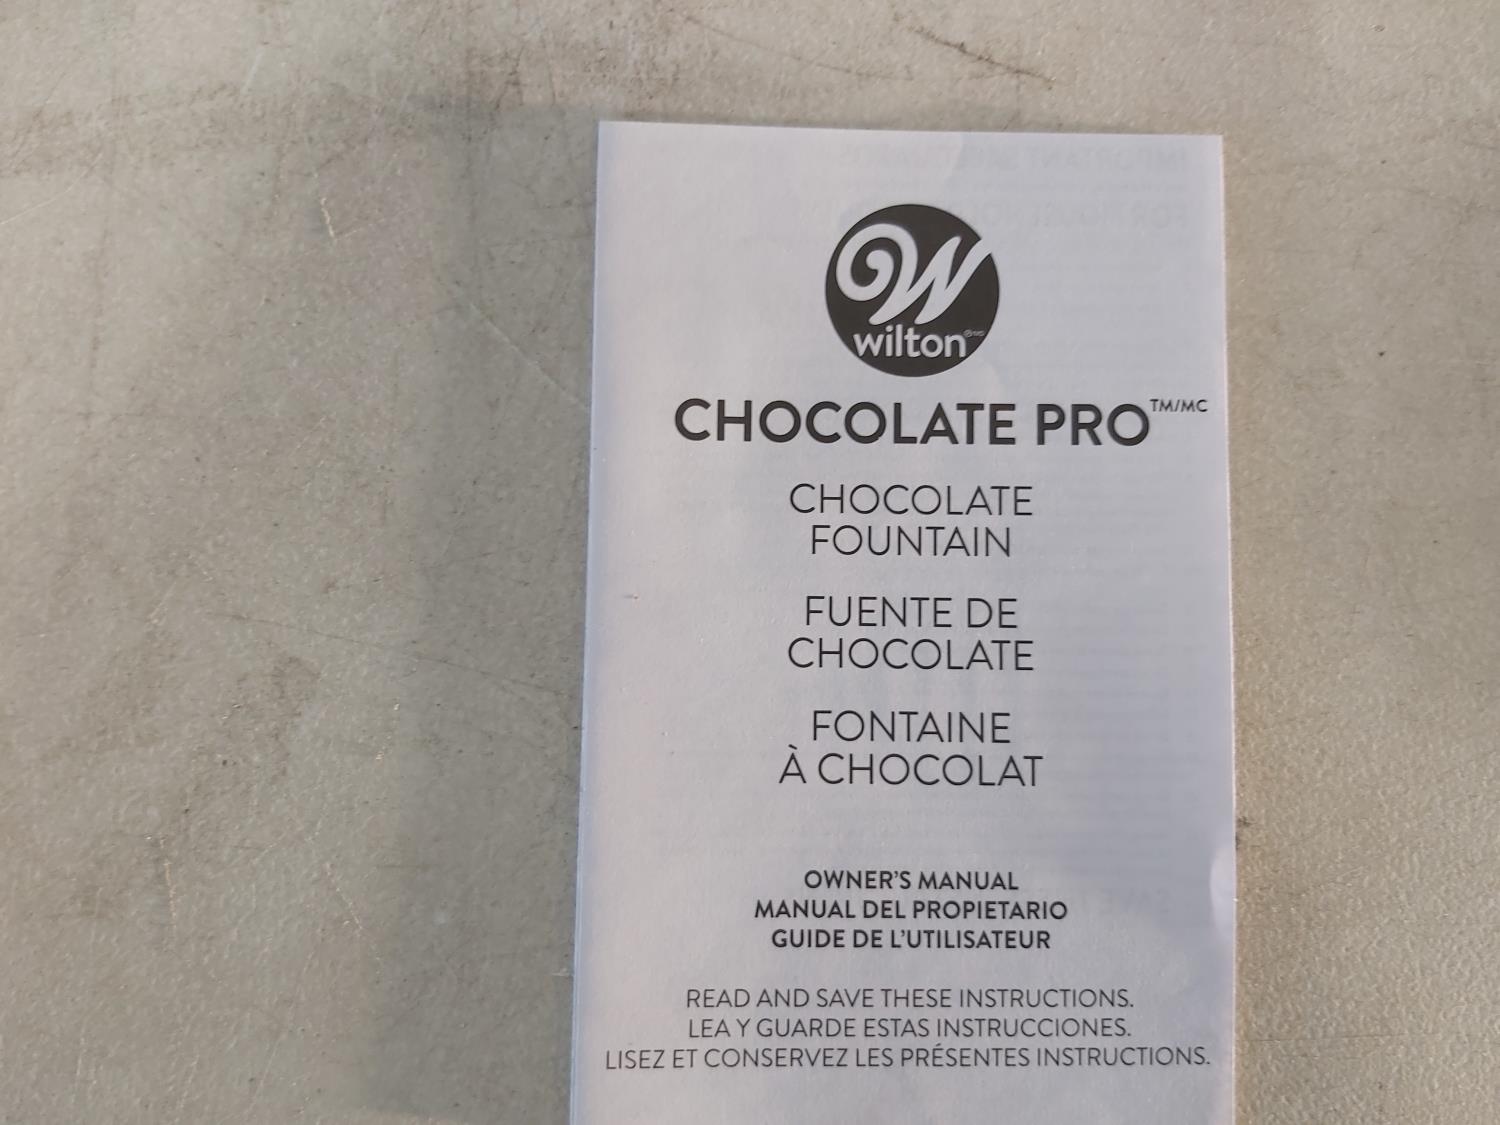 wilton
CHOCOLATE PRO™/MC
CHOCOLATE
FOUNTAIN
FUENTE DE
CHOCOLATE
FONTAINE
À CHOCOLAT
OWNER'S MANUAL
MANUAL DEL PROPIETARIO
GUIDE DE L'UTILISATEUR
READ AND SAVE THESE INSTRUCTIONS.
LEA Y GUARDE ESTAS INSTRUCCIONES.
LISEZ ET CONSERVEZ LES PRÉSENTES INSTRUCTIONS.